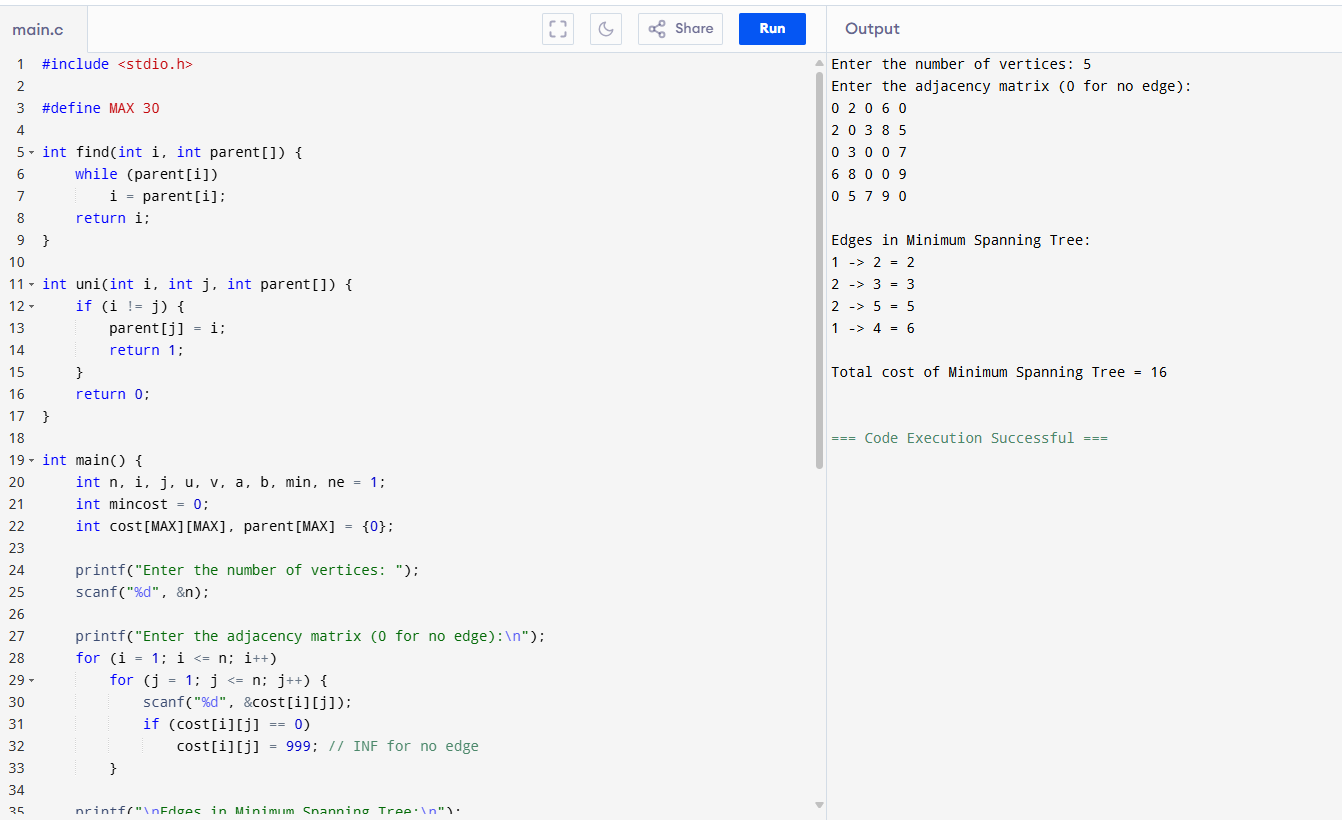 main.c
Share
Run
Output
1 #include <stdio.h>
2
3 #define MAX 30
4
5 int find(int i, int parent[]) {
6 while (parent[i])
7 i = parent[i];
8 return i;
9 }
10
11 int uni(int i, int j, int parent[]) {
12 if (i != j) {
13 parent[j] = i;
14 return 1;
15 }
16 return 0;
17 }
18
19 int main() {
20 int n, i, j, u, v, a, b, min, ne = 1;
21 int mincost = 0;
22 int cost[MAX][MAX], parent[MAX] = {0};
23
24 printf("Enter the number of vertices: ");
25 scanf("%d", &n);
26
27 printf("Enter the adjacency matrix (0 for no edge):\n");
28 for (i = 1; i <= n; i++)
29 for (j = 1; j <= n; j++) {
30 scanf("%d", &cost[i][j]);
31 if (cost[i][j] == 0)
32 cost[i][j] = 999; // INF for no edge
33 }
34
35 printf("\nEdges in Minimum Spanning Tree:\n");
Enter the number of vertices: 5
Enter the adjacency matrix (0 for no edge):
0 2 0 6 0
2 0 3 8 5
0 3 0 0 7
6 8 0 0 9
0 5 7 9 0
Edges in Minimum Spanning Tree:
1 -> 2 = 2
2 -> 3 = 3
2 -> 5 = 5
1 -> 4 = 6
Total cost of Minimum Spanning Tree = 16
=== Code Execution Successful ===